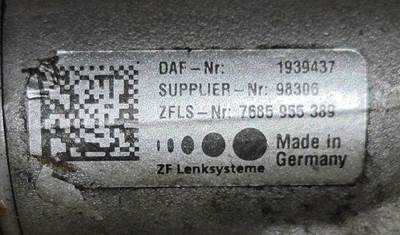 DAF-Nr: 1939437
SUPPLIER-Nr: 98306
ZFLS-Nr: 7685 955 389
Made in
Germany
ZF Lenksysteme